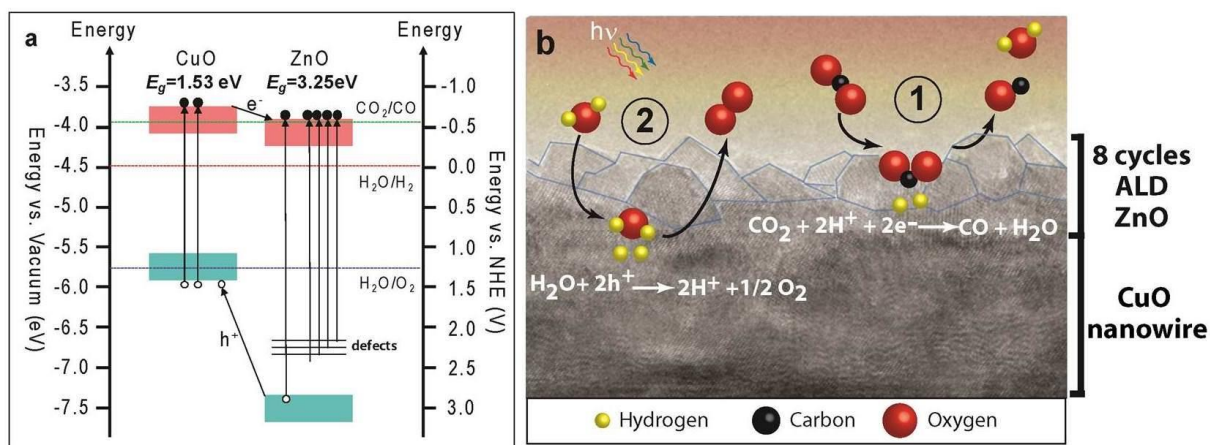 a
Energy
Energy
CuO
Eg=1.53 eV
ZnO
Eg=3.25eV
e-
CO2/CO
H2O/H2
H2O/O2
h+
defects
Energy vs. Vacuum (eV)
-3.5
-4.0
-4.5
-5.0
-5.5
-6.0
-6.5
-7.0
-7.5
Energy vs. NHE (V)
-1.0
-0.5
0.0
0.5
1.0
1.5
2.0
2.5
3.0
b
hν
2
1
CO2 + 2H+ + 2e- → CO + H2O
H2O+ 2h+ → 2H+ +1/2 O2
8 cycles
ALD
ZnO
CuO
nanowire
Hydrogen
Carbon
Oxygen